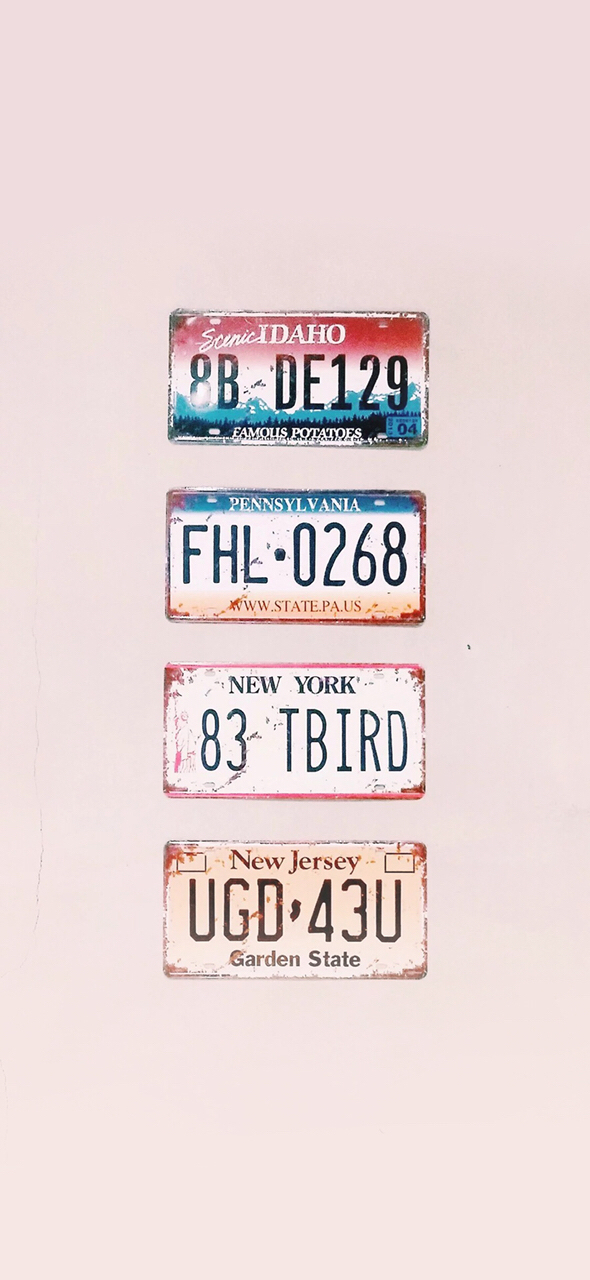 Scenic IDAHO
8B DE129
04
FAMOUS POTATOES
PENNSYLVANIA
FHL·0268
WWW.STATE.PA.US
NEW YORK
83 TBIRD
New Jersey
UGD 43U
Garden State